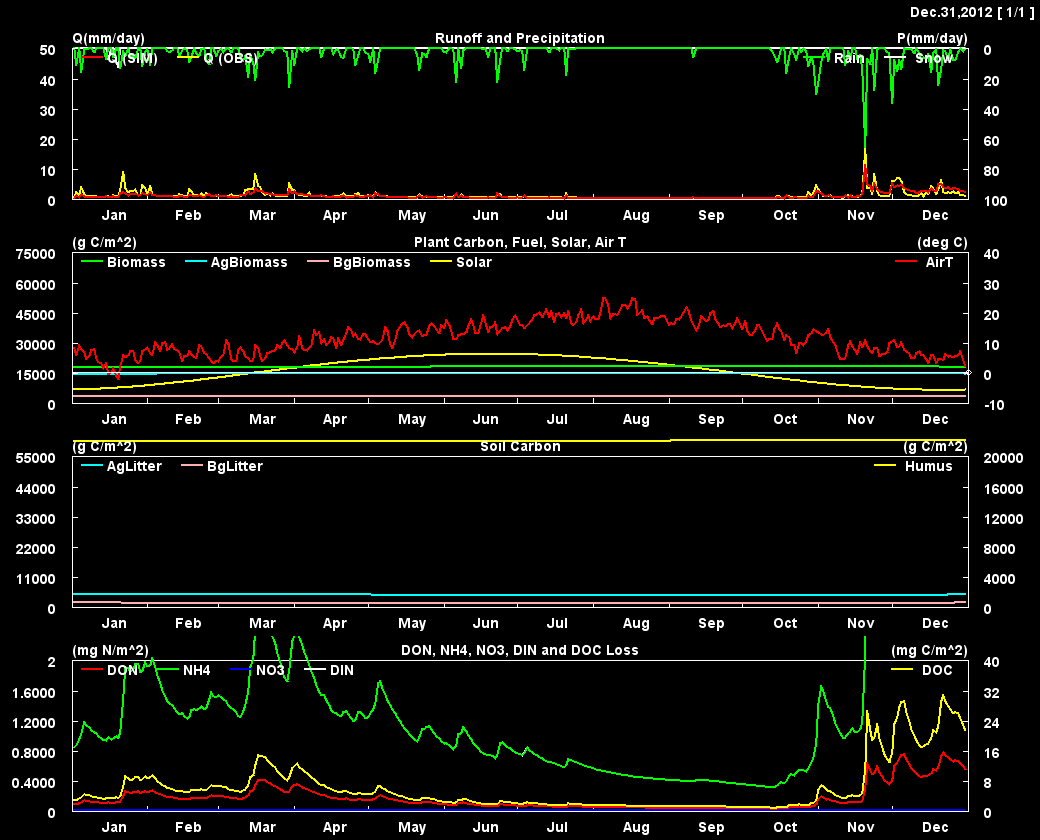 Dec.31,2012 [ 1/1 ]
Q(mm/day) Runoff and Precipitation P(mm/day)
50 0
Q (SIM) Q (OBS) Rain Snow
40 20
30 40
20 60
10 80
0 100
Jan Feb Mar Apr May Jun Jul Aug Sep Oct Nov Dec
(g C/m^2) Plant Carbon, Fuel, Solar, Air T (deg C)
75000 40
Biomass AgBiomass BgBiomass Solar AirT
60000 30
45000 20
30000 10
15000 0
0 -10
Jan Feb Mar Apr May Jun Jul Aug Sep Oct Nov Dec
(g C/m^2) Soil Carbon (g C/m^2)
55000 20000
AgLitter BgLitter Humus
44000 16000
33000 12000
22000 8000
11000 4000
0 0
Jan Feb Mar Apr May Jun Jul Aug Sep Oct Nov Dec
(mg N/m^2) DON, NH4, NO3, DIN and DOC Loss (mg C/m^2)
2 40
DON NH4 NO3 DIN DOC
1.6000 32
1.2000 24
0.8000 16
0.4000 8
0 0
Jan Feb Mar Apr May Jun Jul Aug Sep Oct Nov Dec